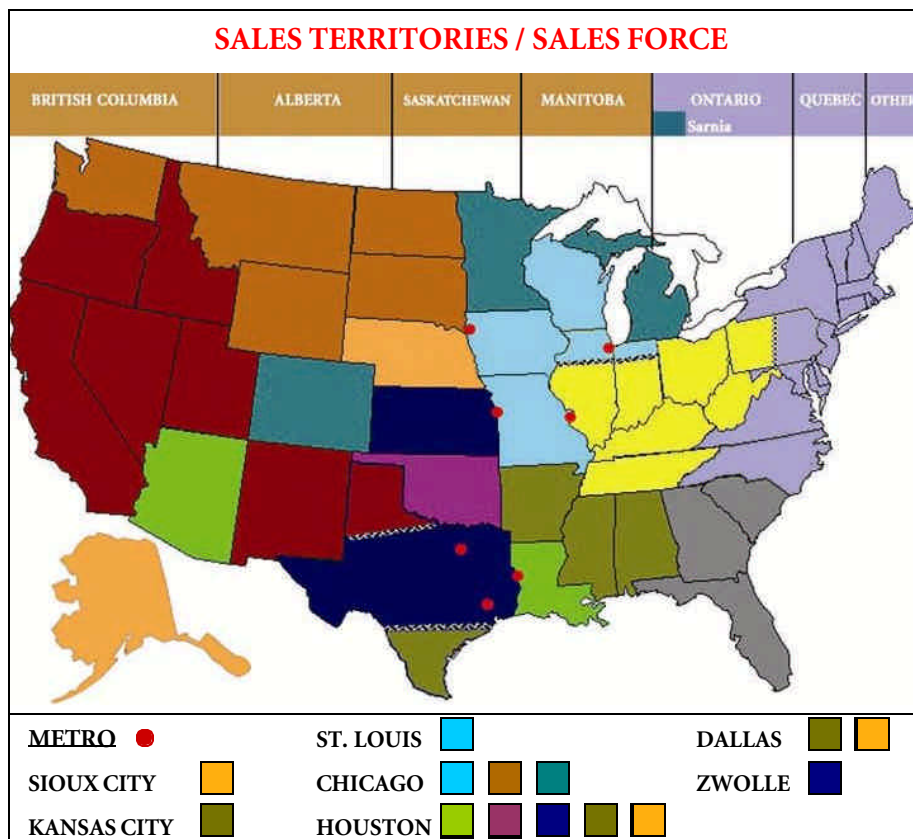 SALES TERRITORIES / SALES FORCE
BRITISH COLUMBIA ALBERTA SASKATCHEWAN MANITOBA ONTARIO QUEBEC OTHER
Sarnia
METRO ST. LOUIS DALLAS
SIOUX CITY CHICAGO ZWOLLE
KANSAS CITY HOUSTON